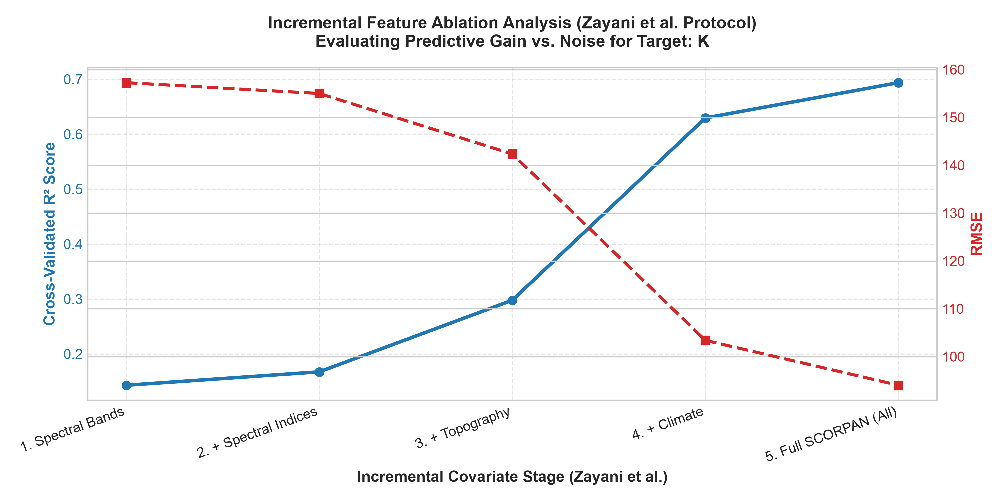 Incremental Feature Ablation Analysis (Zayani et al. Protocol)
Evaluating Predictive Gain vs. Noise for Target: K
Cross-Validated R² Score
0.7
0.6
0.5
0.4
0.3
0.2
160
150
140
130
120
110
100
RMSE
1. Spectral Bands
2. + Spectral Indices
3. + Topography
4. + Climate
5. Full SCORPAN (All)
Incremental Covariate Stage (Zayani et al.)